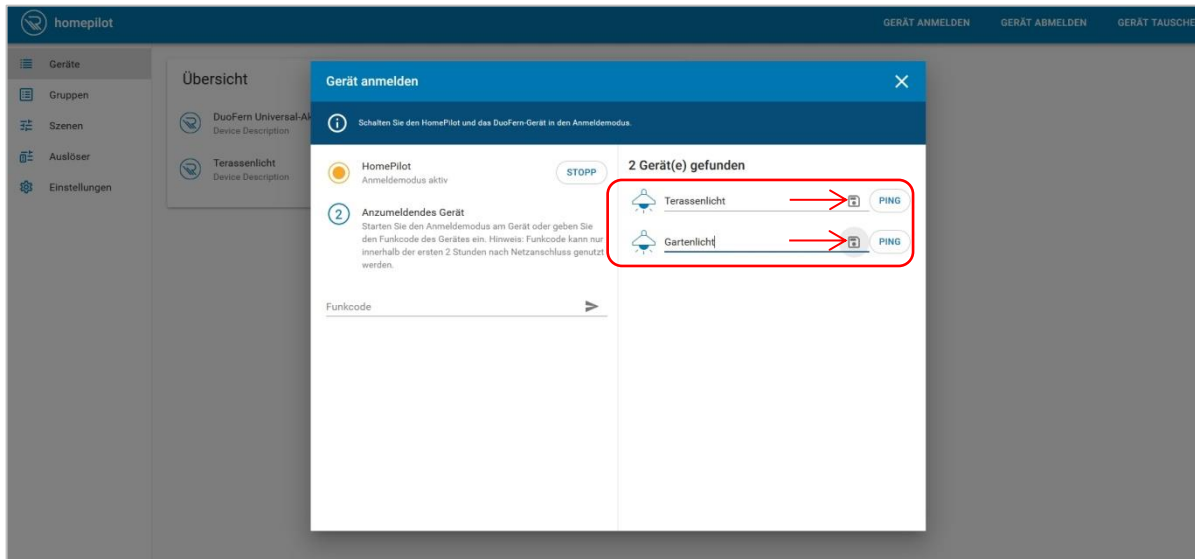 homepilot
GERÄT ANMELDEN
GERÄT ABMELDEN
GERÄT TAUSCHE
Geräte
Gruppen
Szenen
Auslöser
Einstellungen
Übersicht
DuoFern Universal-Ak
Device Description
Terassenlicht
Device Description
Gerät anmelden
Schalten Sie den HomePilot und das DuoFern-Gerät in den Anmeldemodus.
HomePilot
Anmeldemodus aktiv
STOPP
2
Anzumeldendes Gerät
Starten Sie den Anmeldemodus am Gerät oder geben Sie
den Funkcode des Gerätes ein. Hinweis: Funkcode kann nur
innerhalb der ersten 2 Stunden nach Netzanschluss genutzt
werden.
Funkcode
2 Gerät(e) gefunden
Terassenlicht
PING
Gartenlicht
PING